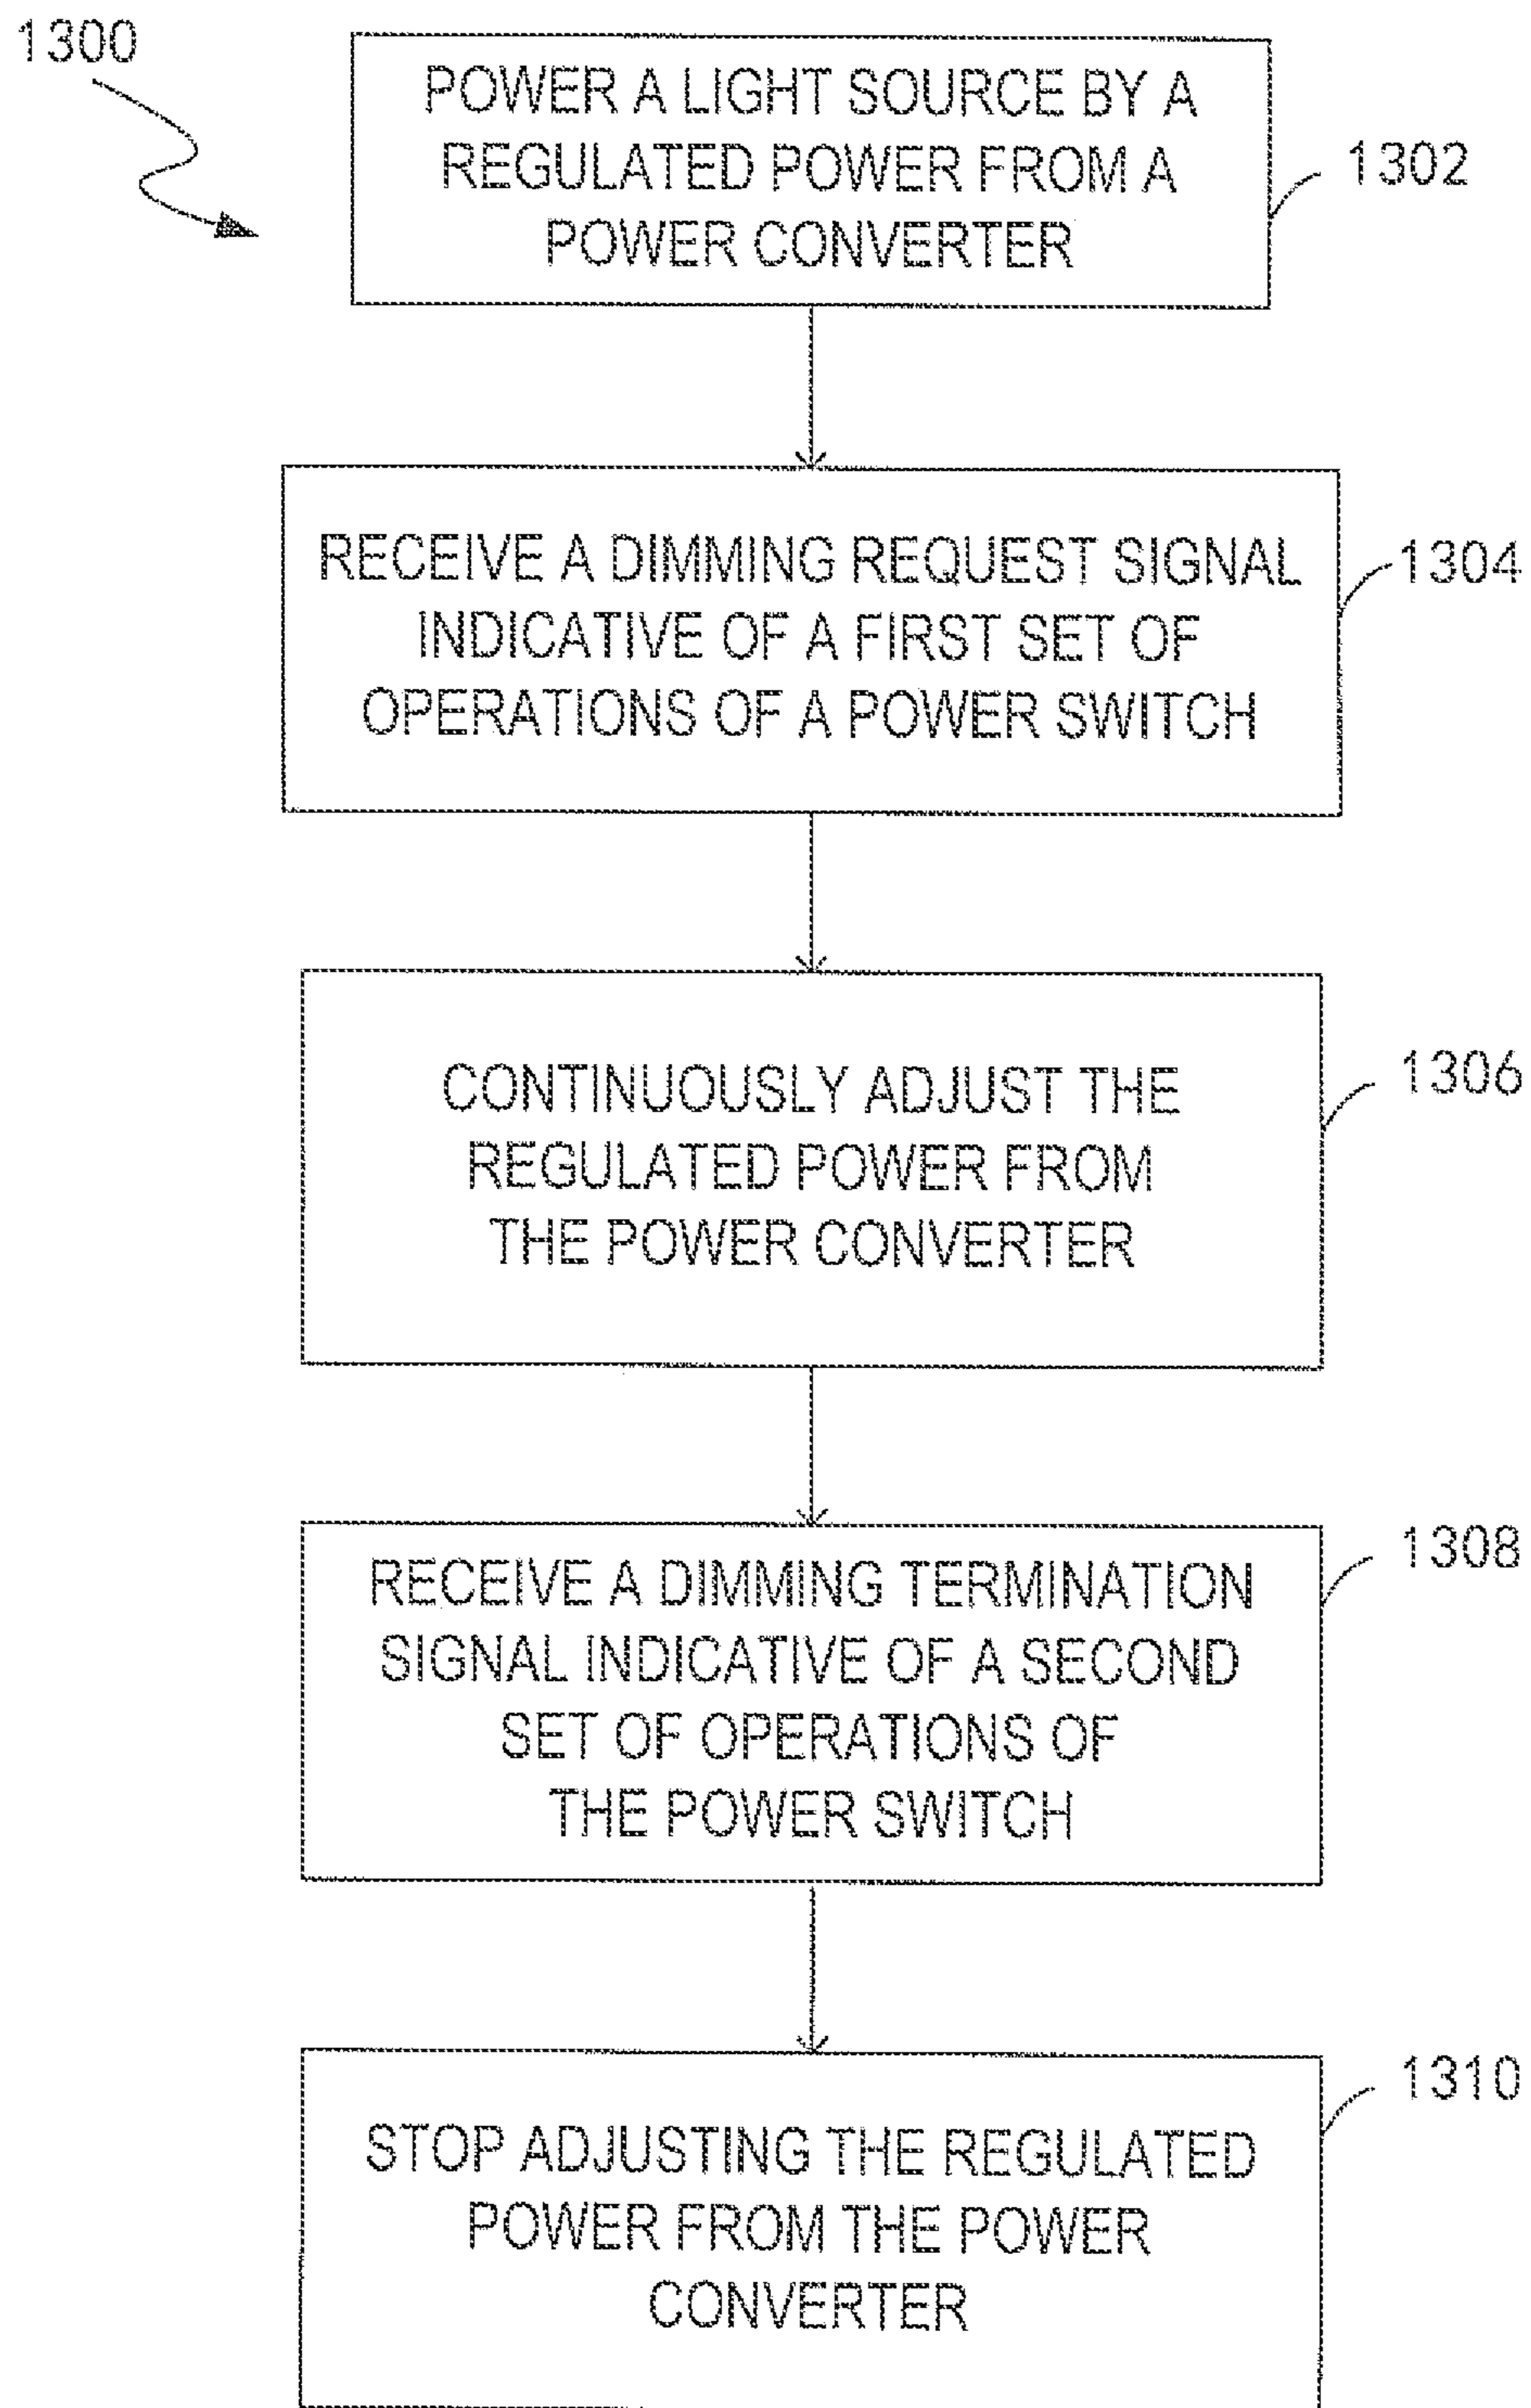 1300
POWER A LIGHT SOURCE BY A
REGULATED POWER FROM A
POWER CONVERTER
1302
RECEIVE A DIMMING REQUEST SIGNAL
INDICATIVE OF A FIRST SET OF
OPERATIONS OF A POWER SWITCH
1304
CONTINUOUSLY ADJUST THE
REGULATED POWER FROM
THE POWER CONVERTER
1306
RECEIVE A DIMMING TERMINATION
SIGNAL INDICATIVE OF A SECOND
SET OF OPERATIONS OF
THE POWER SWITCH
1308
STOP ADJUSTING THE REGULATED
POWER FROM THE POWER
CONVERTER
1310